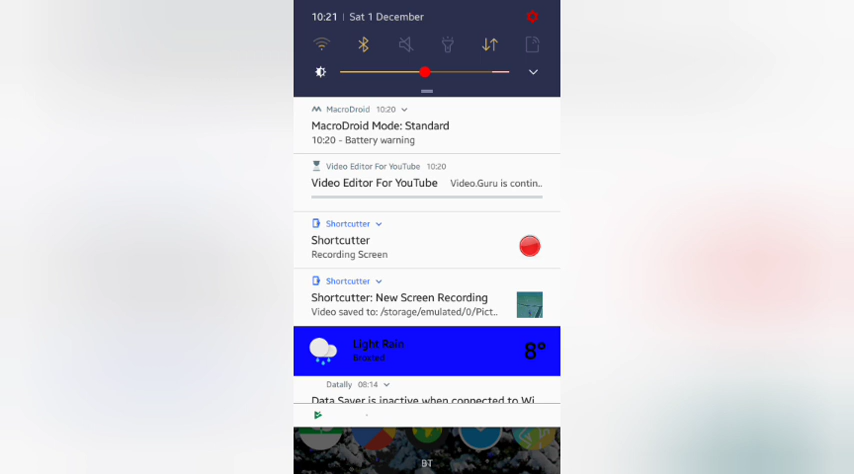 10:21 | Sat 1 December
MacroDroid 10:20
MacroDroid Mode: Standard
10:20 - Battery warning
Video Editor For YouTube 10:20
Video Editor For YouTube Video.Guru is contin..
Shortcutter
Shortcutter
Recording Screen
Shortcutter
Shortcutter: New Screen Recording
Video saved to: /storage/emulated/0/Pict..
Light Rain
8°
Datally 08:14
Data Saver is inactive when connected to Wi
BT